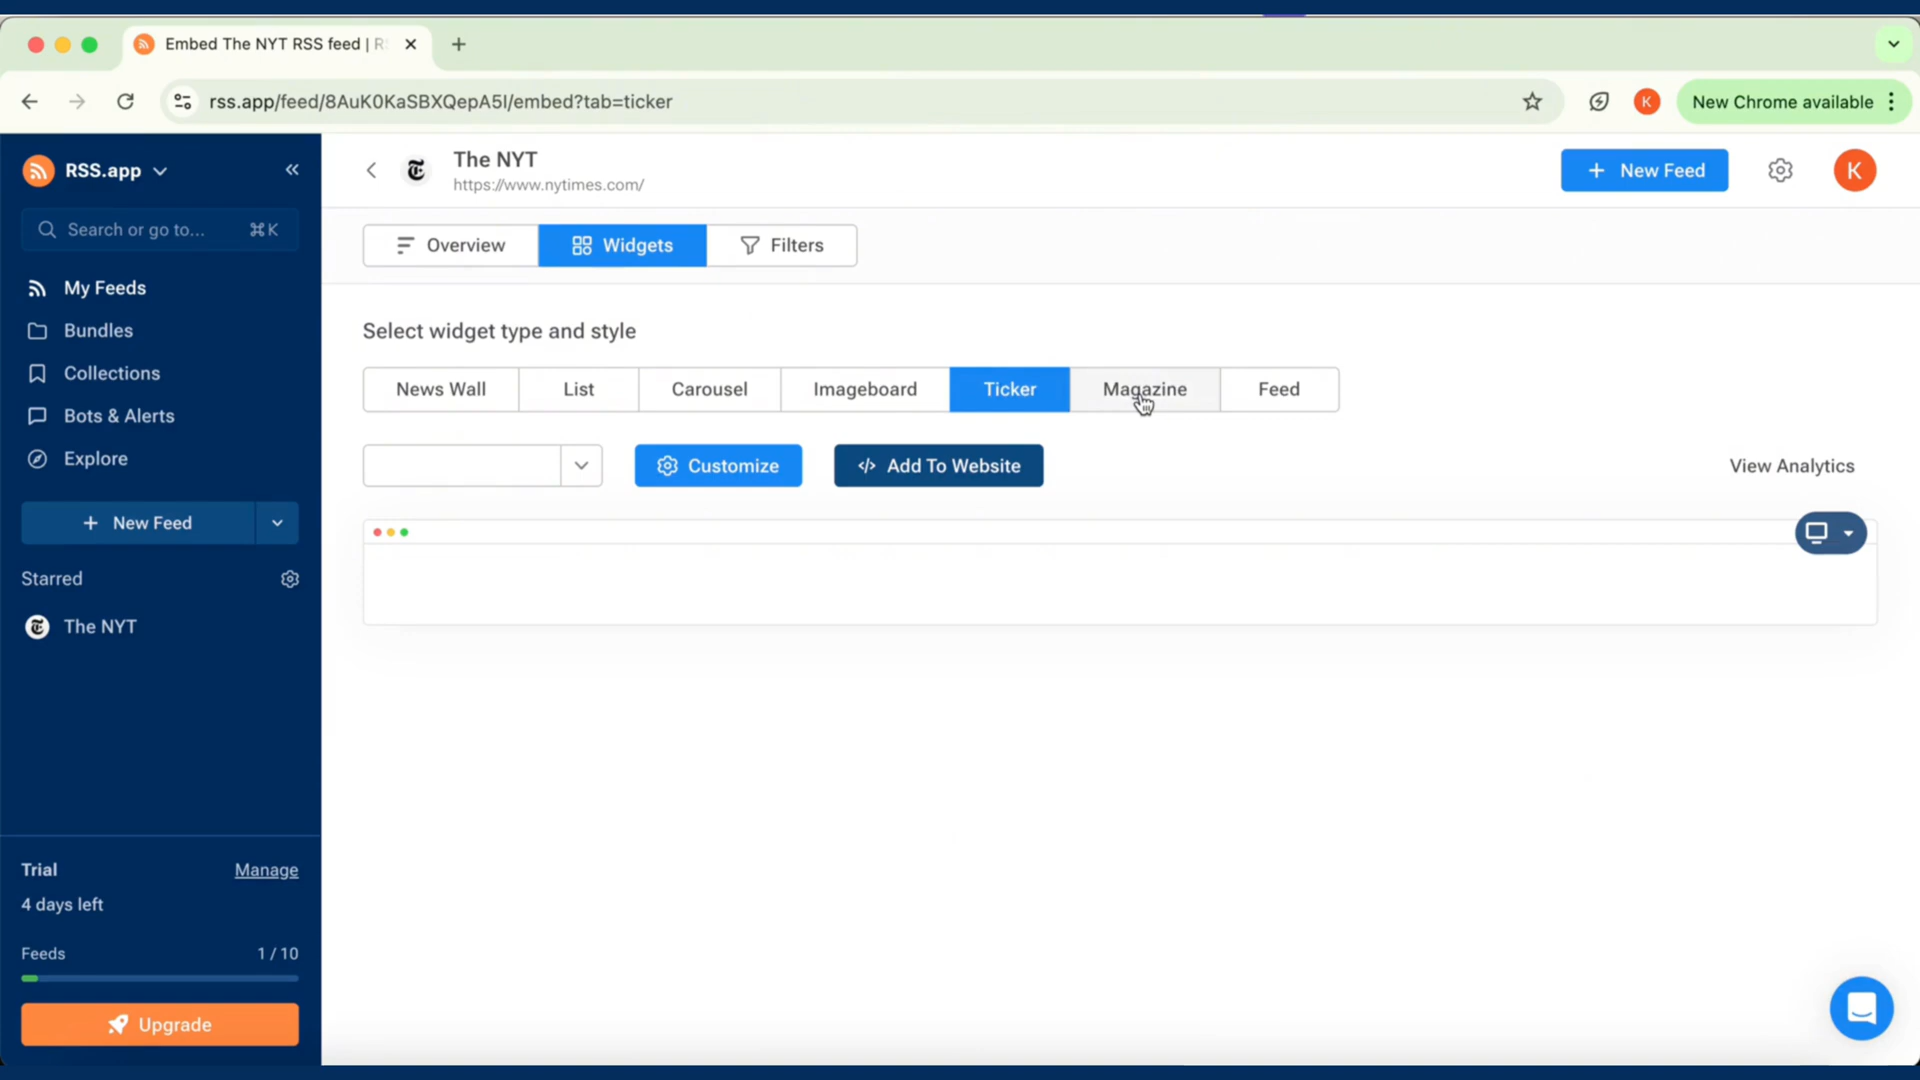 Embed The NYT RSS feed | R
rss.app/feed/8AuK0KaSBXQepA5I/embed?tab=ticker
K
New Chrome available
RSS.app
The NYT
https://www.nytimes.com/
New Feed
K
Search or go to...
⌘K
Overview
Widgets
Filters
My Feeds
Bundles
Collections
Bots & Alerts
Explore
New Feed
Starred
The NYT
Select widget type and style
News Wall
List
Carousel
Imageboard
Ticker
Magazine
Feed
Customize
Add To Website
View Analytics
Trial
Manage
4 days left
Feeds
1 / 10
Upgrade